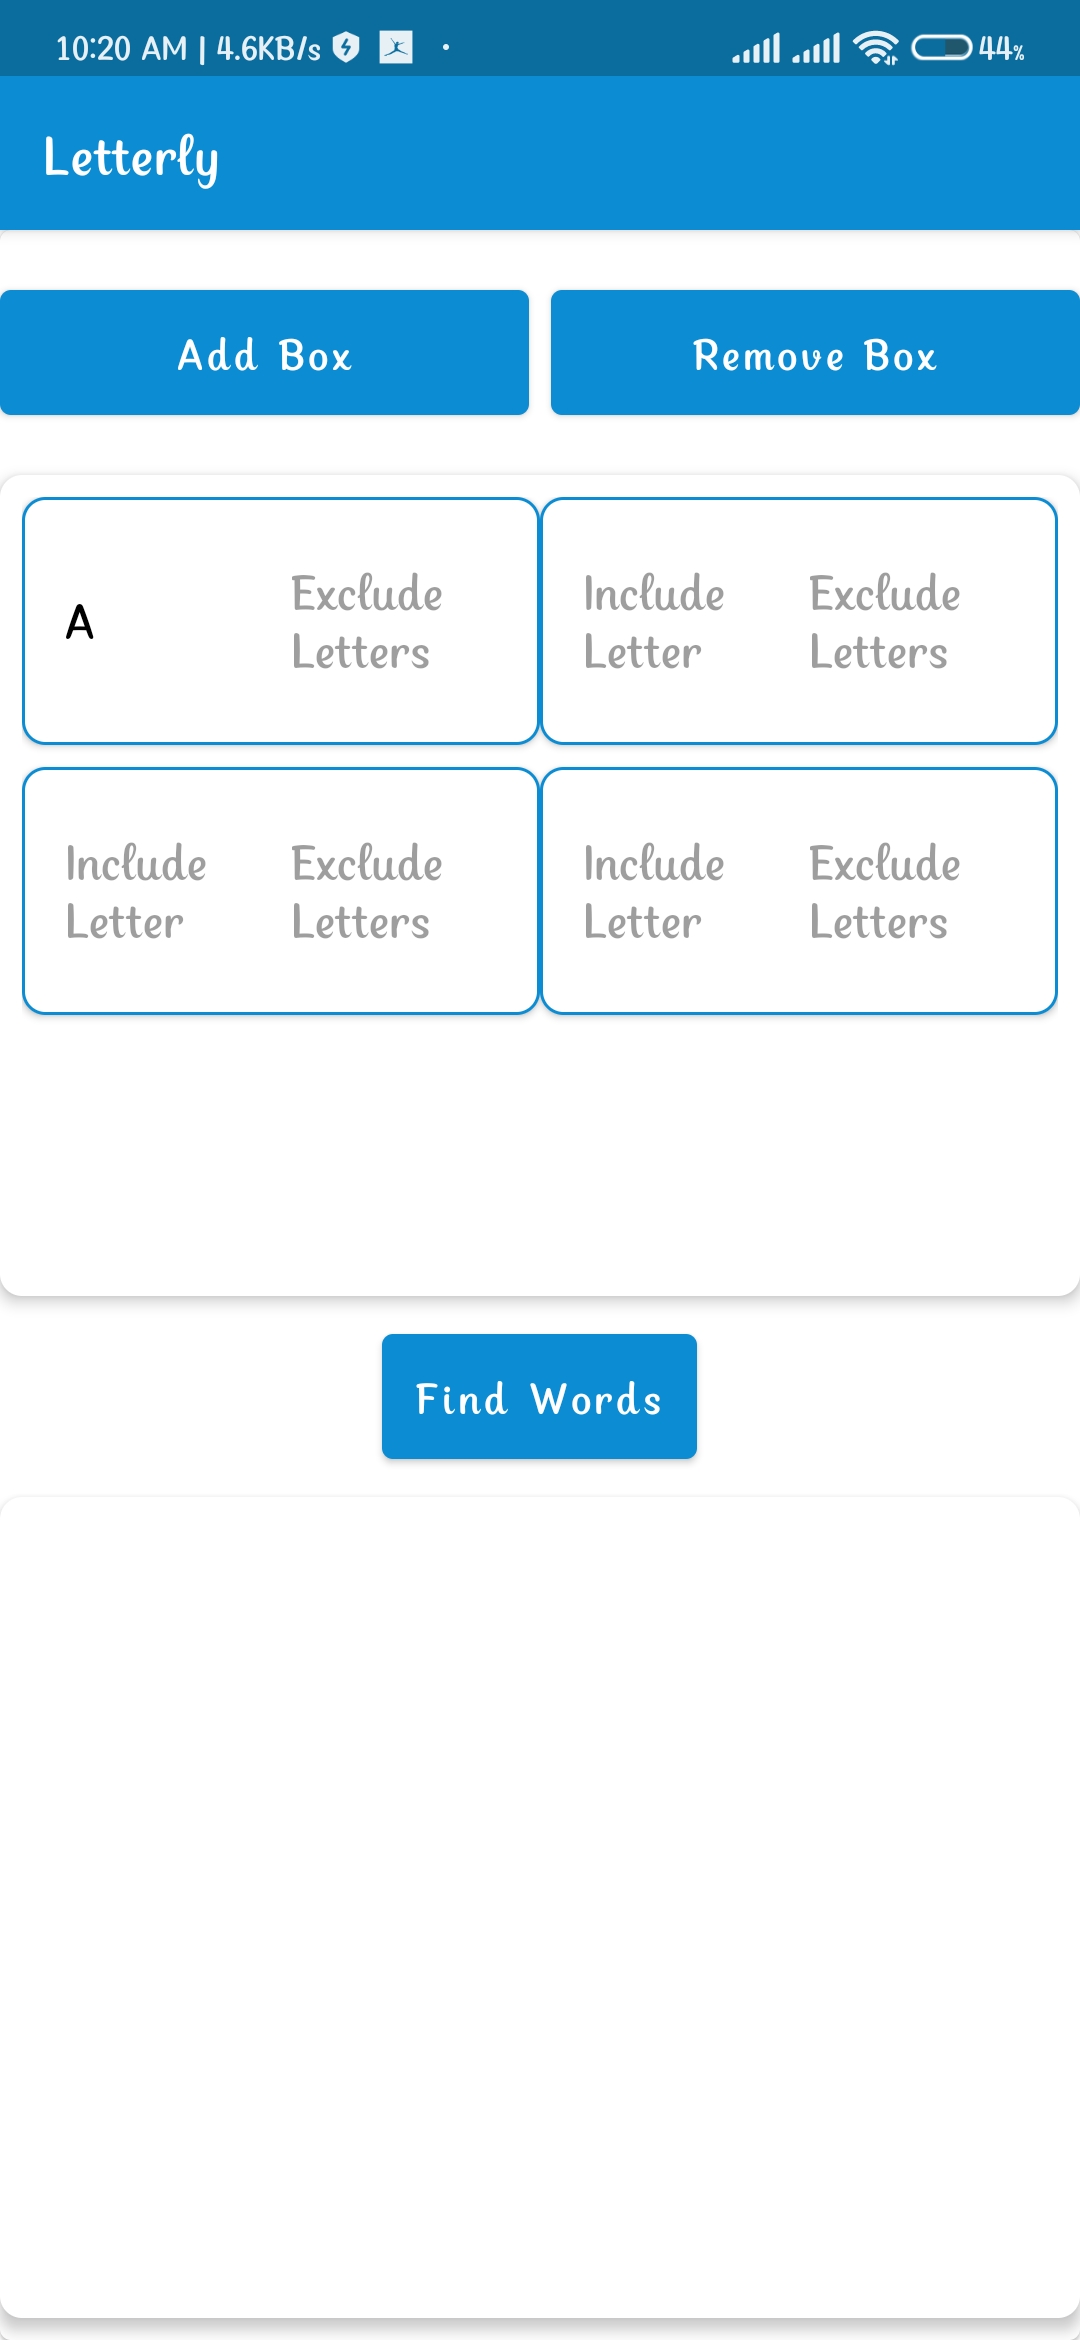 10:20 AM | 4.6KB/s 44%
Letterly
Add Box Remove Box
A Exclude Letters Include Letter Exclude Letters
Include Letter Exclude Letters Include Letter Exclude Letters
Find Words